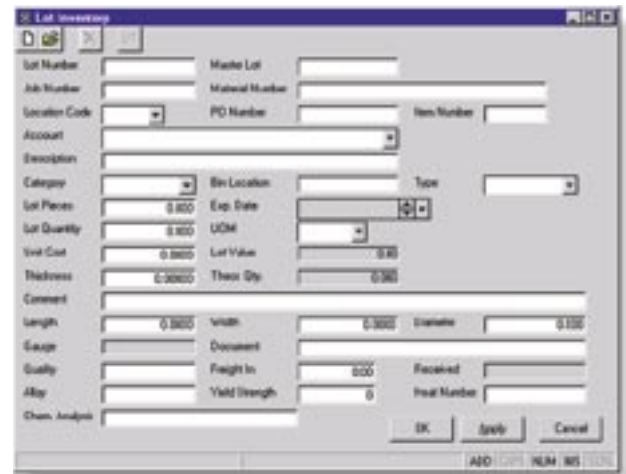 Lot Inventory
Lot Number Master Lot
Job Number Material Number
Location Code PO Number Item Number
Account
Description
Category Bin Location Type
Lot Pieces 0.000 Exp. Date
Lot Quantity 0.000 UOM
Unit Cost 0.0000 Lot Value 0.00
Thickness 0.00000 Theor. Qty. 0.000
Comment
Length 0.0000 Width 0.0000 Diameter 0.000
Gauge Document
Quality Freight In 0.00 Received
Alloy Yield Strength 0 Heat Number
Chem. Analysis
OK Apply Cancel
ADD CAPS NUM INS SCRL